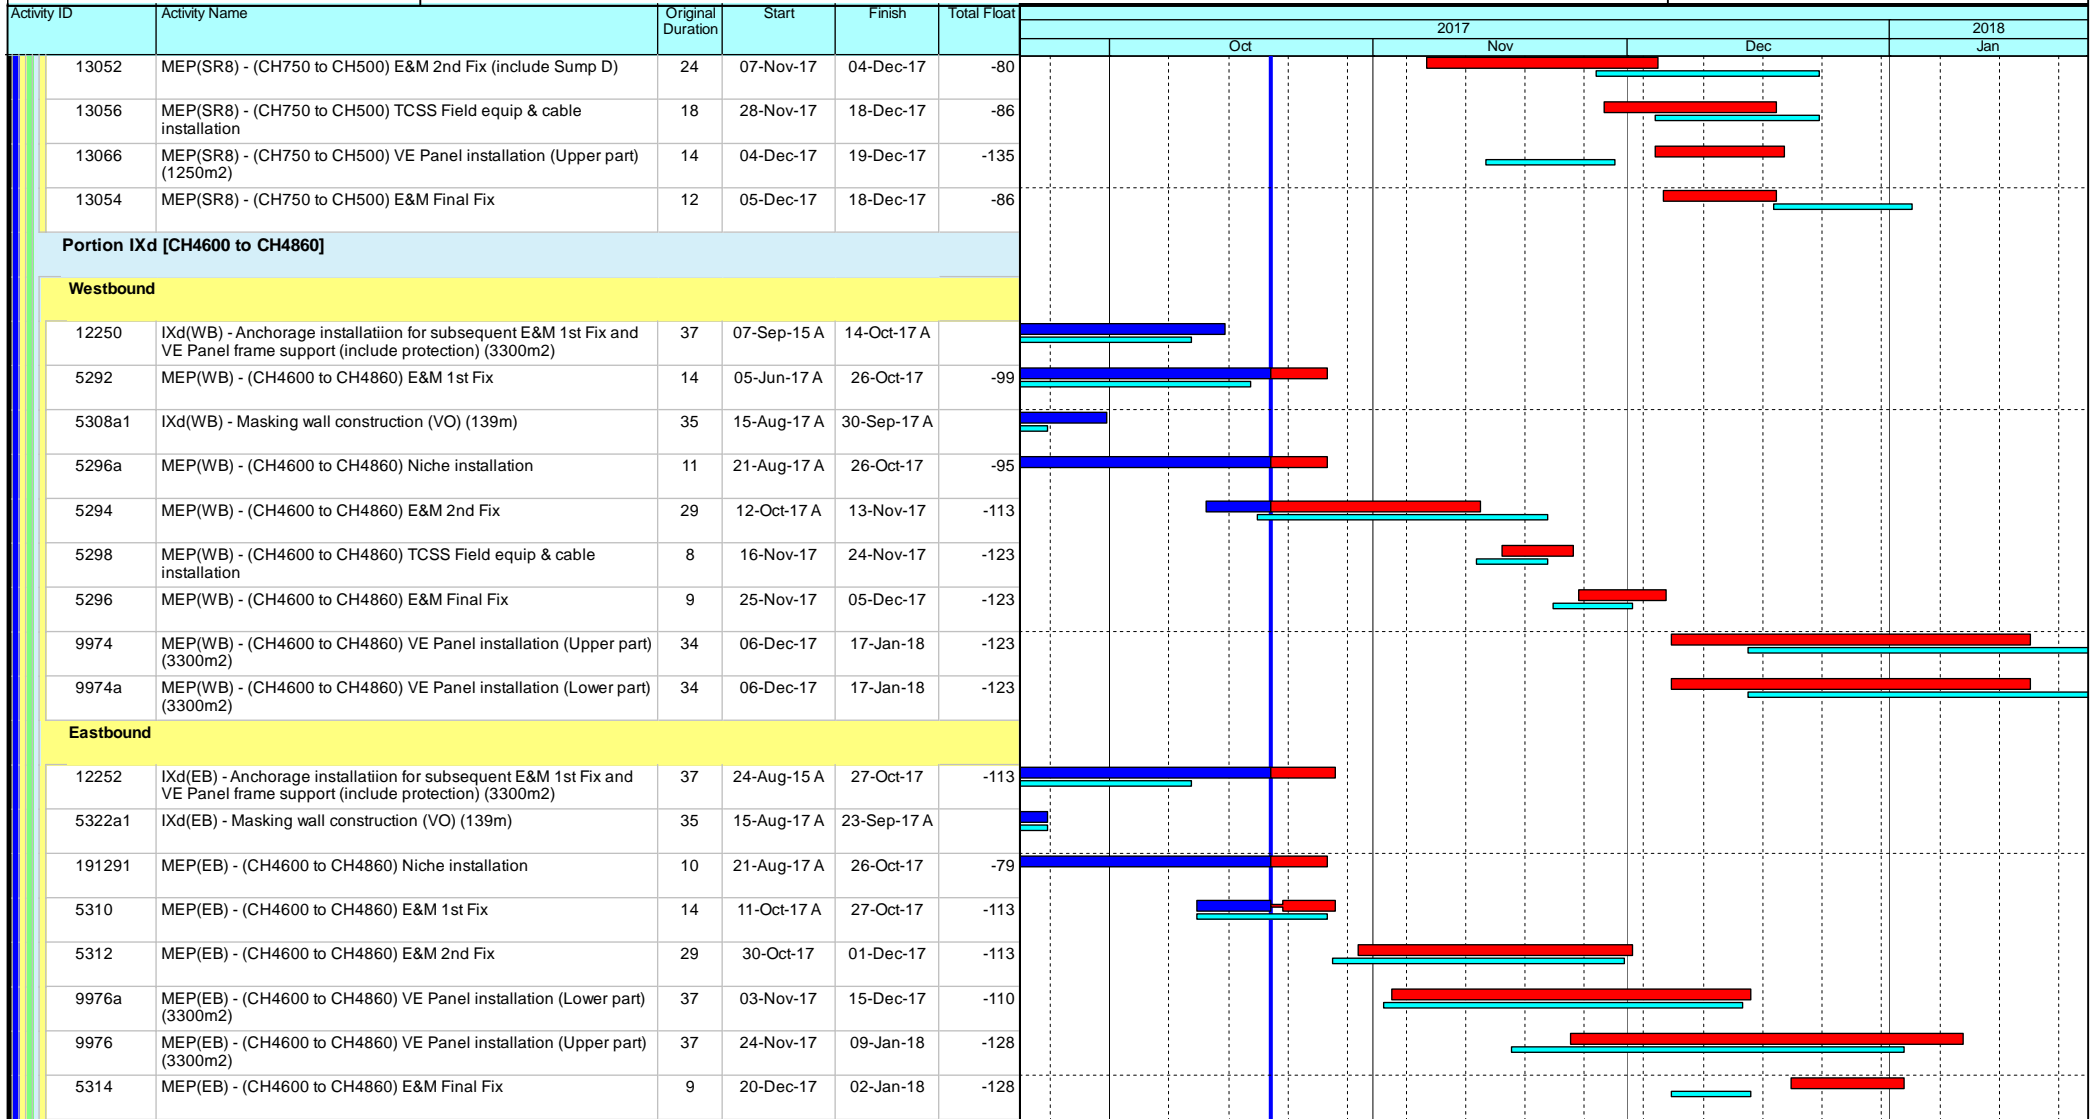 Activity ID Activity Name Original Duration Start Finish Total Float
2017 2018
Oct Nov Dec Jan
13052 MEP(SR8) - (CH750 to CH500) E&M 2nd Fix (include Sump D) 24 07-Nov-17 04-Dec-17 -80
13056 MEP(SR8) - (CH750 to CH500) TCSS Field equip & cable 18 28-Nov-17 18-Dec-17 -86
installation
13066 MEP(SR8) - (CH750 to CH500) VE Panel installation (Upper part) 14 04-Dec-17 19-Dec-17 -135
(1250m2)
13054 MEP(SR8) - (CH750 to CH500) E&M Final Fix 12 05-Dec-17 18-Dec-17 -86
Portion IXd [CH4600 to CH4860]
Westbound
12250 IXd(WB) - Anchorage installatiion for subsequent E&M 1st Fix and 37 07-Sep-15 A 14-Oct-17 A
VE Panel frame support (include protection) (3300m2)
5292 MEP(WB) - (CH4600 to CH4860) E&M 1st Fix 14 05-Jun-17 A 26-Oct-17 -99
5308a1 IXd(WB) - Masking wall construction (VO) (139m) 35 15-Aug-17 A 30-Sep-17 A
5296a MEP(WB) - (CH4600 to CH4860) Niche installation 11 21-Aug-17 A 26-Oct-17 -95
5294 MEP(WB) - (CH4600 to CH4860) E&M 2nd Fix 29 12-Oct-17 A 13-Nov-17 -113
5298 MEP(WB) - (CH4600 to CH4860) TCSS Field equip & cable 8 16-Nov-17 24-Nov-17 -123
installation
5296 MEP(WB) - (CH4600 to CH4860) E&M Final Fix 9 25-Nov-17 05-Dec-17 -123
9974 MEP(WB) - (CH4600 to CH4860) VE Panel installation (Upper part) 34 06-Dec-17 17-Jan-18 -123
(3300m2)
9974a MEP(WB) - (CH4600 to CH4860) VE Panel installation (Lower part) 34 06-Dec-17 17-Jan-18 -123
(3300m2)
Eastbound
12252 IXd(EB) - Anchorage installatiion for subsequent E&M 1st Fix and 37 24-Aug-15 A 27-Oct-17 -113
VE Panel frame support (include protection) (3300m2)
5322a1 IXd(EB) - Masking wall construction (VO) (139m) 35 15-Aug-17 A 23-Sep-17 A
191291 MEP(EB) - (CH4600 to CH4860) Niche installation 10 21-Aug-17 A 26-Oct-17 -79
5310 MEP(EB) - (CH4600 to CH4860) E&M 1st Fix 14 11-Oct-17 A 27-Oct-17 -113
5312 MEP(EB) - (CH4600 to CH4860) E&M 2nd Fix 29 30-Oct-17 01-Dec-17 -113
9976a MEP(EB) - (CH4600 to CH4860) VE Panel installation (Lower part) 37 03-Nov-17 15-Dec-17 -110
(3300m2)
9976 MEP(EB) - (CH4600 to CH4860) VE Panel installation (Upper part) 37 24-Nov-17 09-Jan-18 -128
(3300m2)
5314 MEP(EB) - (CH4600 to CH4860) E&M Final Fix 9 20-Dec-17 02-Jan-18 -128